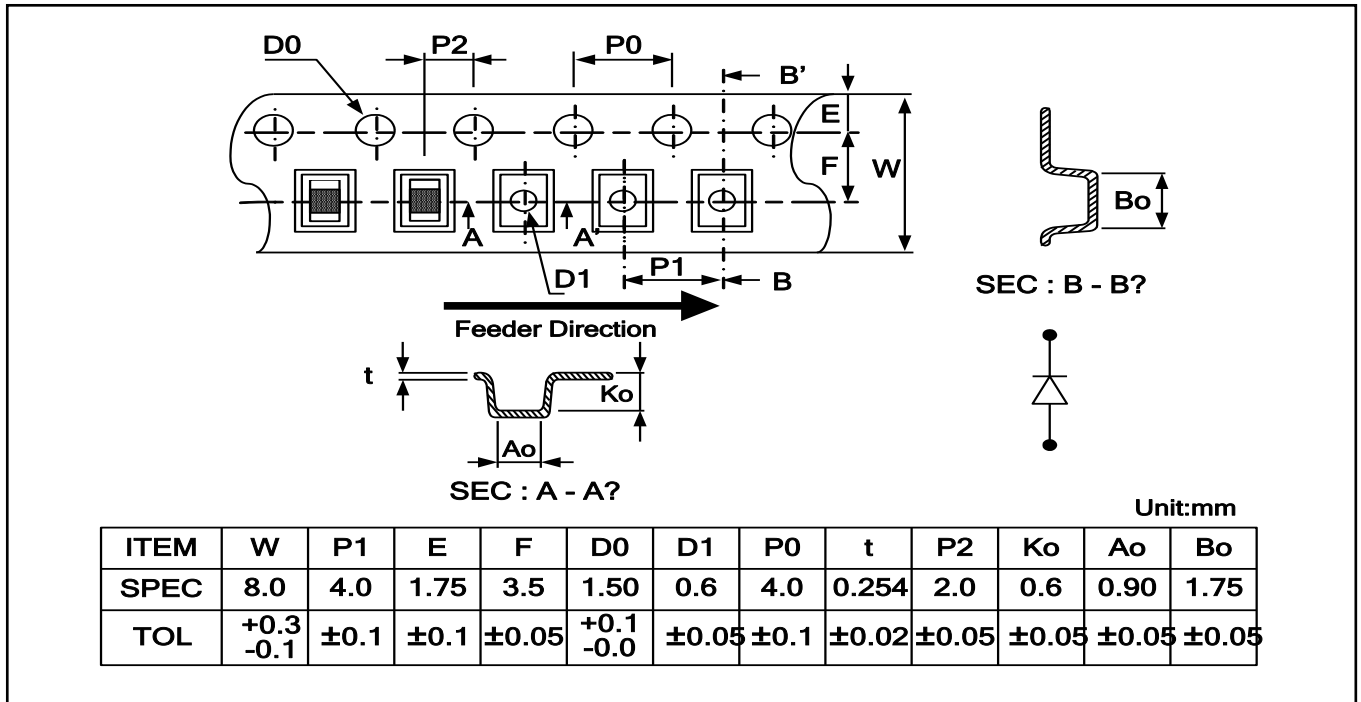 D0
P2
P0
B’
E
F
W
A
A'
D1
P1
B
Feeder Direction
Bo
SEC : B - B?
t
Ko
Ao
SEC : A - A?
Unit:mm
ITEM W P1 E F D0 D1 P0 t P2 Ko Ao Bo
SPEC 8.0 4.0 1.75 3.5 1.50 0.6 4.0 0.254 2.0 0.6 0.90 1.75
TOL +0.3 -0.1 ±0.1 ±0.1 ±0.05 +0.1 -0.0 ±0.05 ±0.1 ±0.02 ±0.05 ±0.05 ±0.05 ±0.05